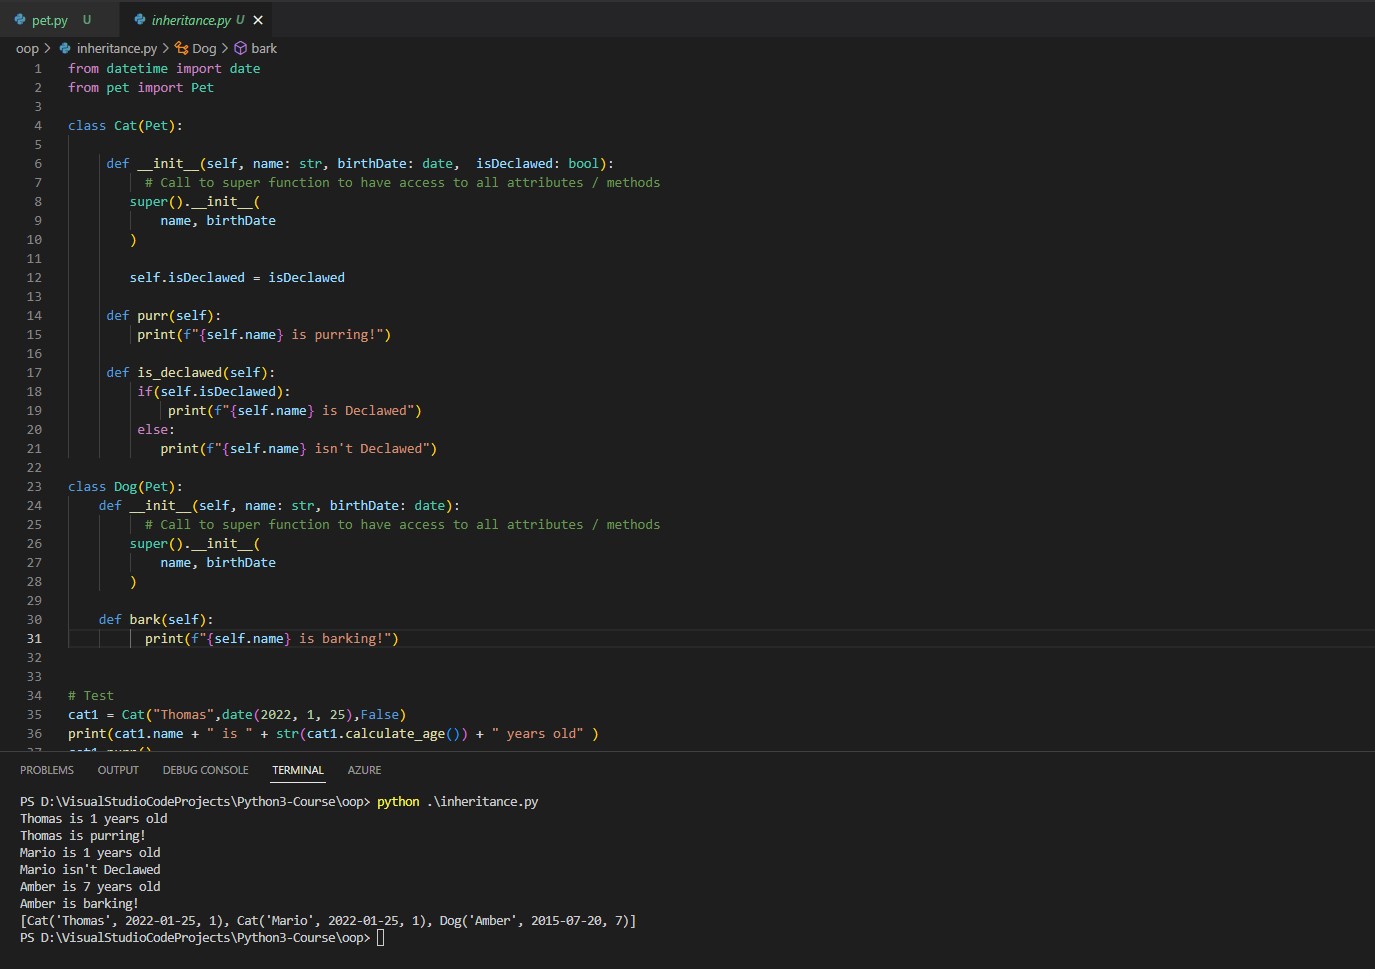 pet.py U inheritance.py U
oop > inheritance.py > Dog > bark
1 from datetime import date
2 from pet import Pet
3
4 class Cat(Pet):
5
6 def __init__(self, name: str, birthDate: date,  isDeclawed: bool):
7 # Call to super function to have access to all attributes / methods
8 super().__init__(
9 name, birthDate
10 )
11
12 self.isDeclawed = isDeclawed
13
14 def purr(self):
15 print(f"{self.name} is purring!")
16
17 def is_declawed(self):
18 if(self.isDeclawed):
19 print(f"{self.name} is Declawed")
20 else:
21 print(f"{self.name} isn't Declawed")
22
23 class Dog(Pet):
24 def __init__(self, name: str, birthDate: date):
25 # Call to super function to have access to all attributes / methods
26 super().__init__(
27 name, birthDate
28 )
29
30 def bark(self):
31 print(f"{self.name} is barking!")
32
33
34 # Test
35 cat1 = Cat("Thomas",date(2022, 1, 25),False)
36 print(cat1.name + " is " + str(cat1.calculate_age()) + " years old" )
37 cat1.purr()
PROBLEMS OUTPUT DEBUG CONSOLE TERMINAL AZURE
PS D:\VisualStudioCodeProjects\Python3-Course\oop> python .\inheritance.py
Thomas is 1 years old
Thomas is purring!
Mario is 1 years old
Mario isn't Declawed
Amber is 7 years old
Amber is barking!
[Cat('Thomas', 2022-01-25, 1), Cat('Mario', 2022-01-25, 1), Dog('Amber', 2015-07-20, 7)]
PS D:\VisualStudioCodeProjects\Python3-Course\oop>